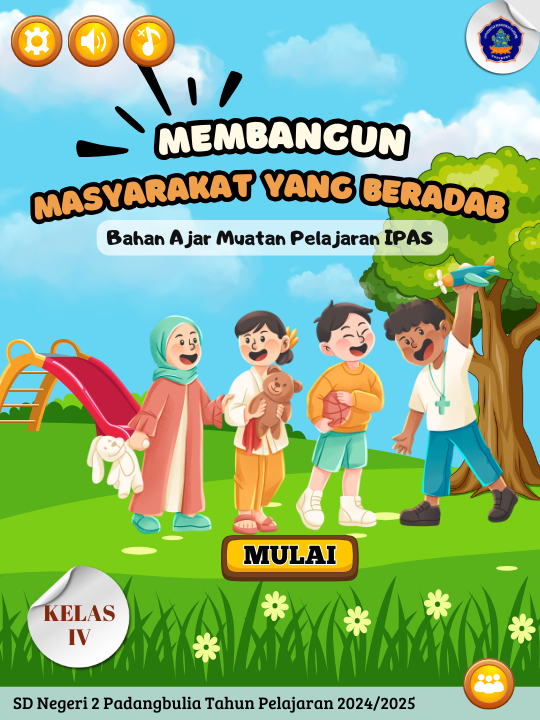 MEMBANGUN
MASYARAKAT YANG BERADAB
Bahan Ajar Muatan Pelajaran IPAS
MULAI
KELAS
IV
SD Negeri 2 Padangbulia Tahun Pelajaran 2024/2025